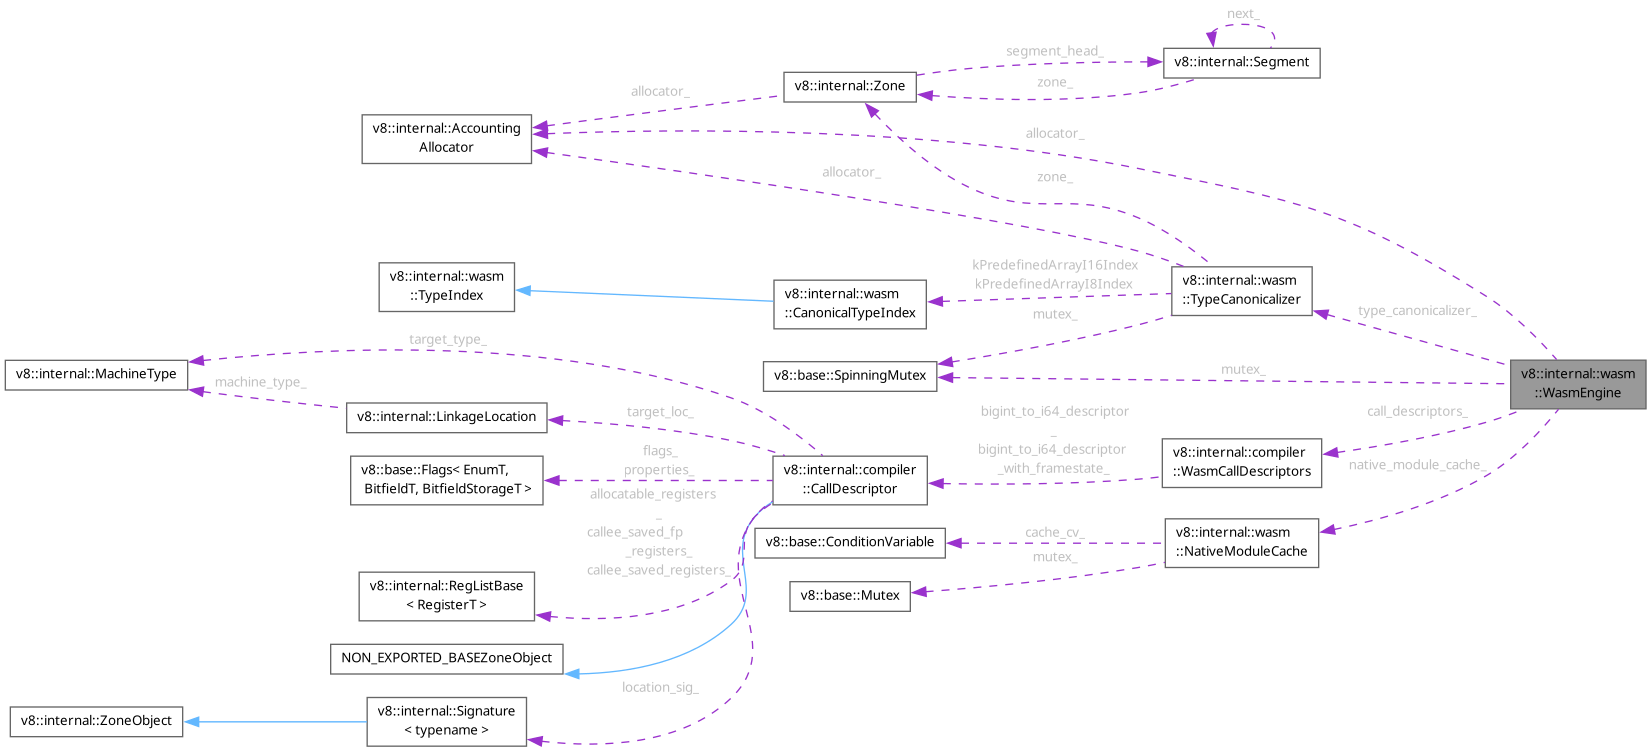 next_
segment_head_
v8::internal::Segment
v8::internal::Zone
zone_
allocator_
v8::internal::Accounting
Allocator
allocator_
allocator_
zone_
kPredefinedArrayI16Index
kPredefinedArrayI8Index
v8::internal::wasm
::TypeIndex
v8::internal::wasm
::CanonicalTypeIndex
v8::internal::wasm
::TypeCanonicalizer
mutex_
type_canonicalizer_
target_type_
v8::internal::MachineType
machine_type_
v8::base::SpinningMutex
mutex_
v8::internal::wasm
::WasmEngine
v8::internal::LinkageLocation
target_loc_
bigint_to_i64_descriptor
_
bigint_to_i64_descriptor
_with_framestate_
call_descriptors_
flags_
properties_
v8::base::Flags< EnumT,
BitfieldT, BitfieldStorageT >
v8::internal::compiler
::CallDescriptor
v8::internal::compiler
::WasmCallDescriptors
native_module_cache_
allocatable_registers
_
callee_saved_fp
_registers_
callee_saved_registers_
v8::base::ConditionVariable
cache_cv_
v8::internal::wasm
::NativeModuleCache
mutex_
v8::base::Mutex
v8::internal::RegListBase
< RegisterT >
NON_EXPORTED_BASEZoneObject
location_sig_
v8::internal::ZoneObject
v8::internal::Signature
< typename >